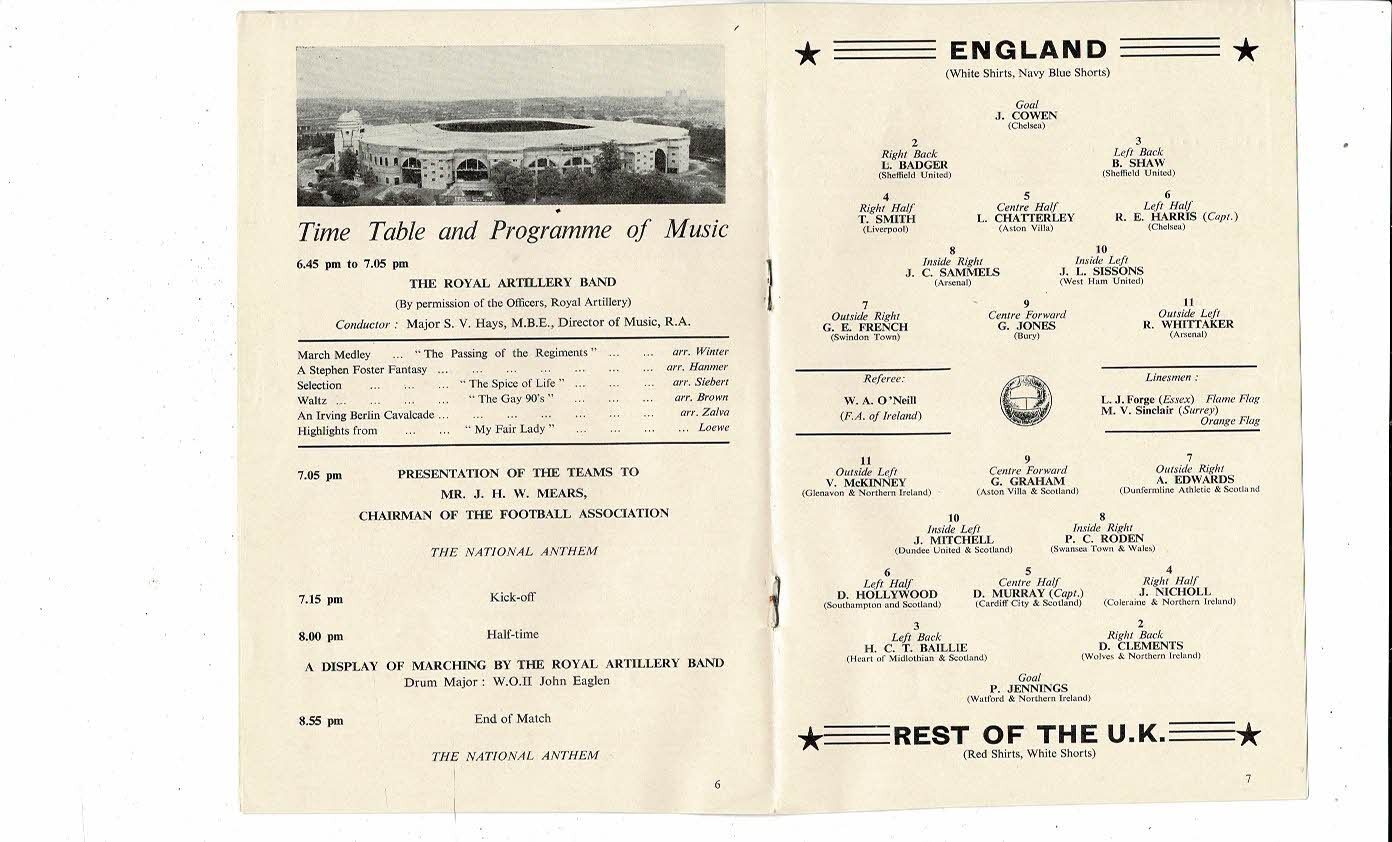 Time Table and Programme of Music
6.45 pm to 7.05 pm
THE ROYAL ARTILLERY BAND
(By permission of the Officers, Royal Artillery)
Conductor : Major S. V. Hays, M.B.E., Director of Music, R.A.
March Medley ... " The Passing of the Regiments " ... ... arr. Winter
A Stephen Foster Fantasy ... ... ... ... ... ... ... arr. Hanmer
Selection ... ... ... " The Spice of Life " ... ... ... arr. Siebert
Waltz ... ... ... ... " The Gay 90's " ... ... ... arr. Brown
An Irving Berlin Cavalcade ... ... ... ... ... ... ... arr. Zalva
Highlights from ... ... " My Fair Lady " ... ... ... ... Loewe
7.05 pm PRESENTATION OF THE TEAMS TO
MR. J. H. W. MEARS,
CHAIRMAN OF THE FOOTBALL ASSOCIATION
THE NATIONAL ANTHEM
7.15 pm Kick-off
8.00 pm Half-time
A DISPLAY OF MARCHING BY THE ROYAL ARTILLERY BAND
Drum Major : W.O.II John Eaglen
8.55 pm End of Match
THE NATIONAL ANTHEM
6
ENGLAND
(White Shirts, Navy Blue Shorts)
Goal
J. COWEN
(Chelsea)
2 3
Right Back Left Back
L. BADGER B. SHAW
(Sheffield United) (Sheffield United)
4 5 6
Right Half Centre Half Left Half
T. SMITH L. CHATTERLEY R. E. HARRIS (Capt.)
(Liverpool) (Aston Villa) (Chelsea)
8 10
Inside Right Inside Left
J. C. SAMMELS J. L. SISSONS
(Arsenal) (West Ham United)
7 9 11
Outside Right Centre Forward Outside Left
G. E. FRENCH G. JONES R. WHITTAKER
(Swindon Town) (Bury) (Arsenal)
Referee: Linesmen :
W. A. O'Neill L. J. Forge (Essex) Flame Flag
(F.A. of Ireland) M. V. Sinclair (Surrey)
Orange Flag
11 9 7
Outside Left Centre Forward Outside Right
V. McKINNEY G. GRAHAM A. EDWARDS
(Glenavon & Northern Ireland) (Aston Villa & Scotland) (Dunfermline Athletic & Scotland
10 8
Inside Left Inside Right
J. MITCHELL P. C. RODEN
(Dundee United & Scotland) (Swansea Town & Wales)
6 5 4
Left Half Centre Half Right Half
D. HOLLYWOOD D. MURRAY (Capt.) J. NICHOLL
(Southampton and Scotland) (Cardiff City & Scotland) (Coleraine & Northern Ireland)
3 2
Left Back Right Back
H. C. T. BAILLIE D. CLEMENTS
(Heart of Midlothian & Scotland) (Wolves & Northern Ireland)
Goal
P. JENNINGS
(Watford & Northern Ireland)
REST OF THE U.K.
(Red Shirts, White Shorts)
7